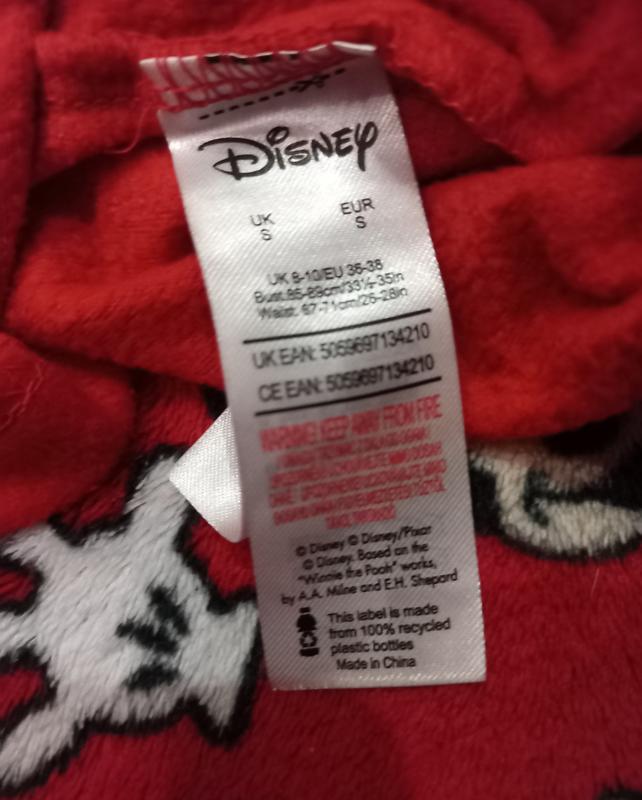 DISNEY
UK EUR
S S
UK 8-10/EU 36-38
Bust:85-89cm/33½-35in
Waist: 67-71cm/26-28in
UK EAN: 5059697134210
CE EAN: 5059697134210
WARNING! KEEP AWAY FROM FIRE
© Disney © Disney/Pixar
© Disney. Based on the
"Winnie the Pooh" works,
by A.A. Milne and E.H. Shepard
This label is made
from 100% recycled
plastic bottles
Made in China